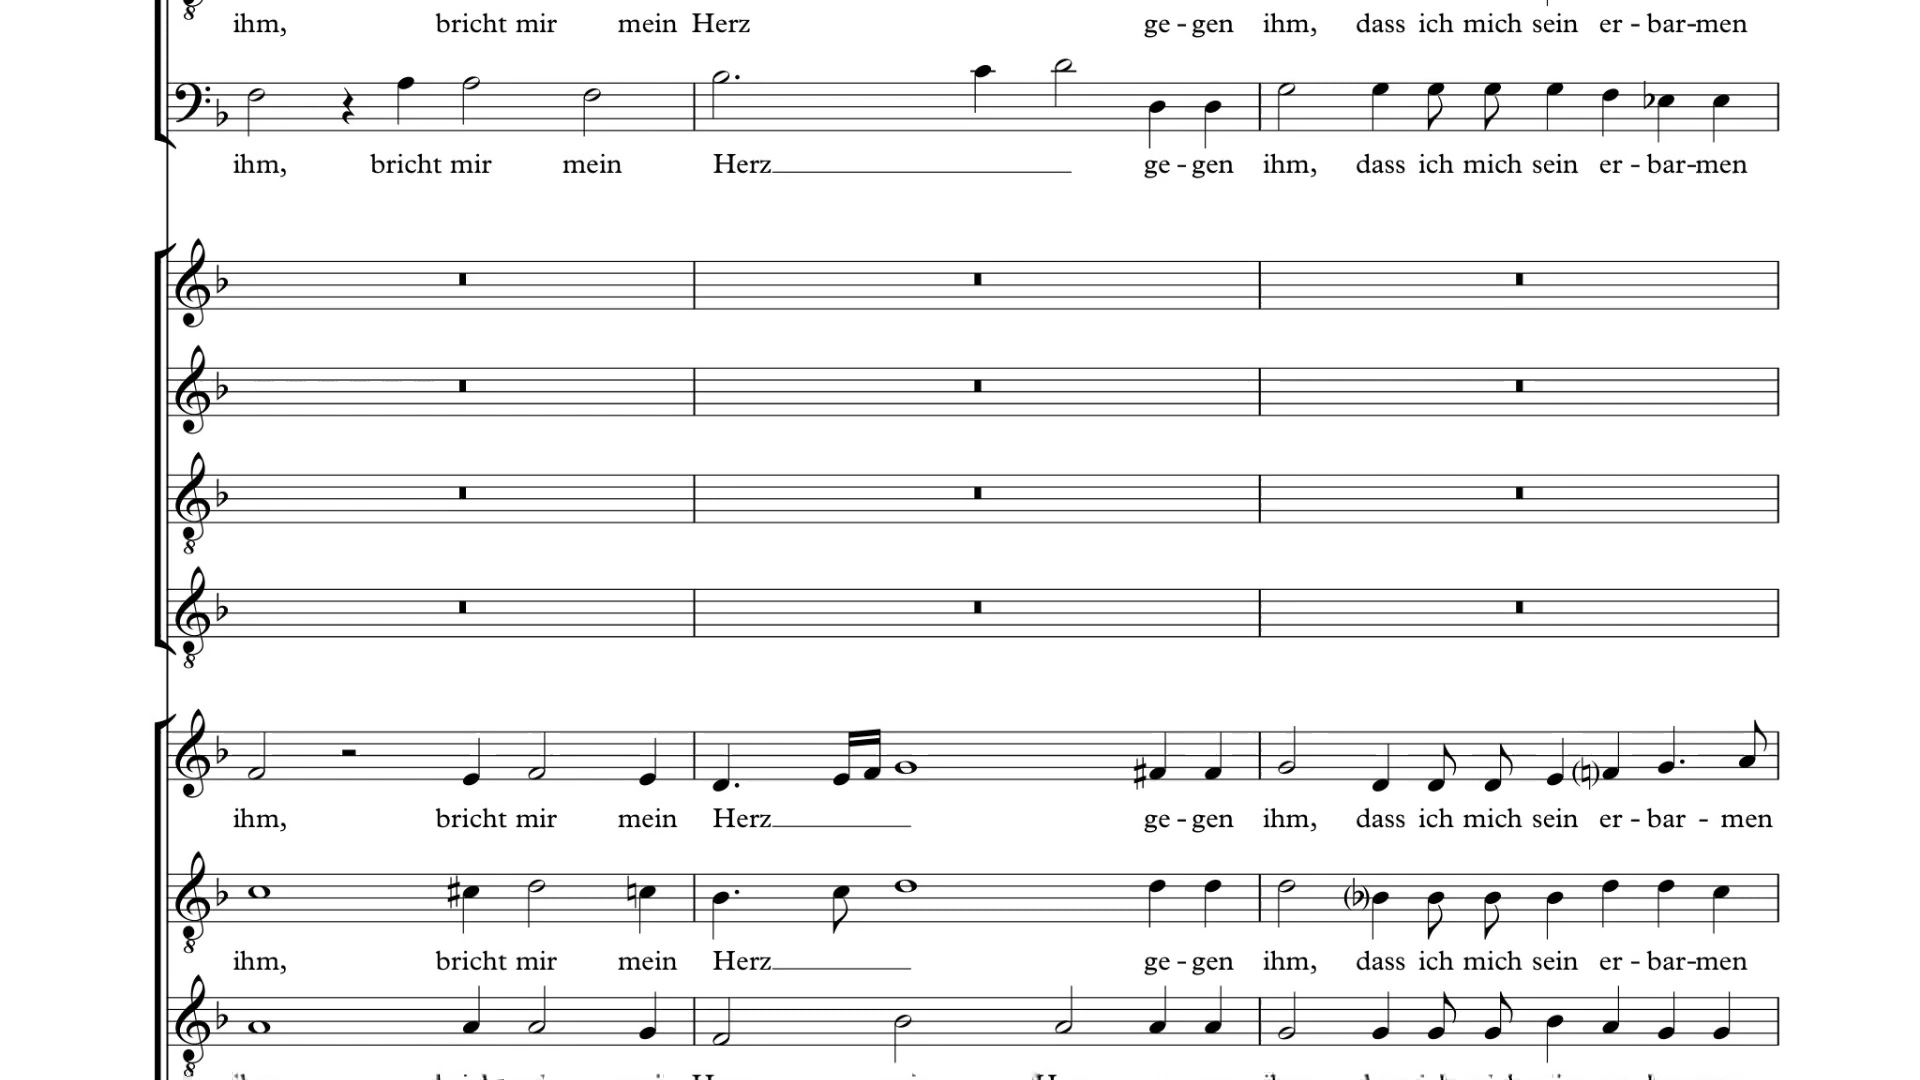 ihm, bricht mir mein Herz ge - gen ihm, dass ich mich sein er - bar-men
ihm, bricht mir mein Herz ge - gen ihm, dass ich mich sein er - bar-men
ihm, bricht mir mein Herz ge - gen ihm, dass ich mich sein er - bar - men
ihm, bricht mir mein Herz ge - gen ihm, dass ich mich sein er - bar-men